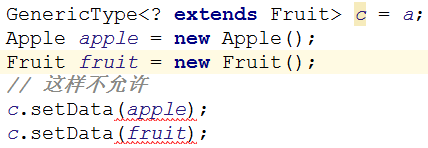 GenericType<? extends Fruit> c = a;
Apple apple = new Apple();
Fruit fruit = new Fruit();
// 这样不允许
c.setData(apple);
c.setData(fruit);